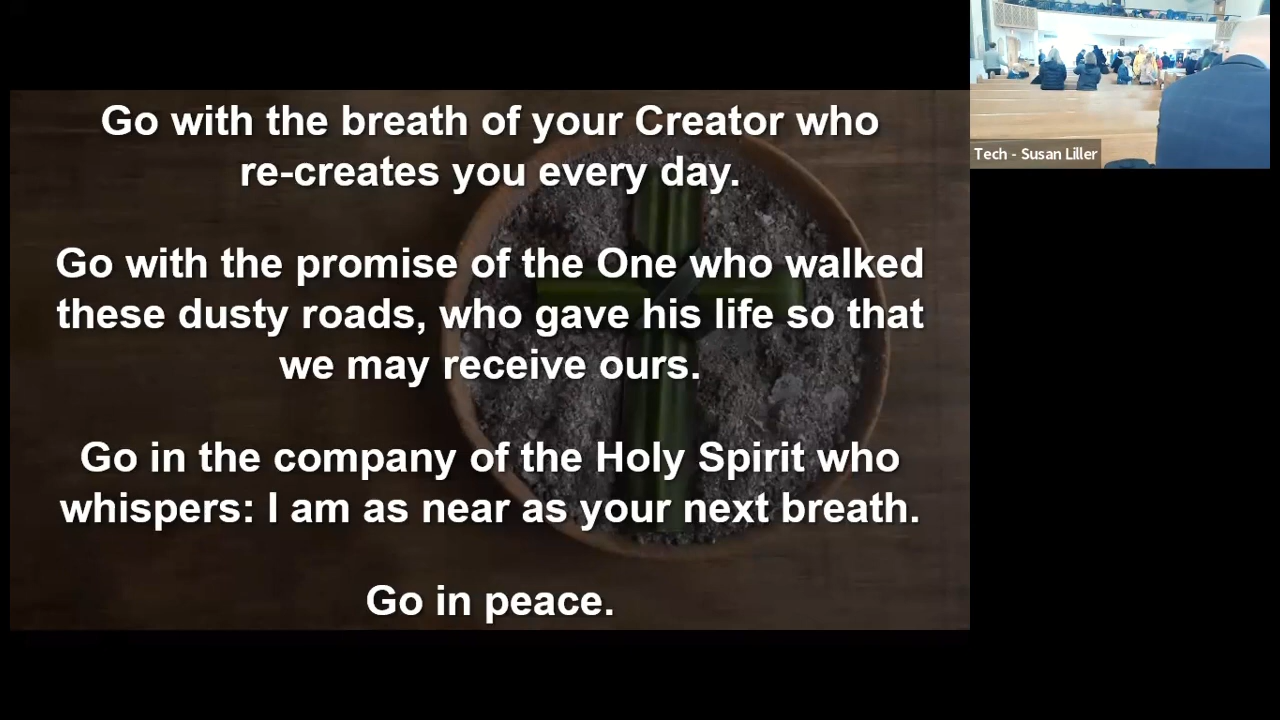 Go with the breath of your Creator who
re-creates you every day.
Go with the promise of the One who walked
these dusty roads, who gave his life so that
we may receive ours.
Go in the company of the Holy Spirit who
whispers: I am as near as your next breath.
Go in peace.
Tech - Susan Liller